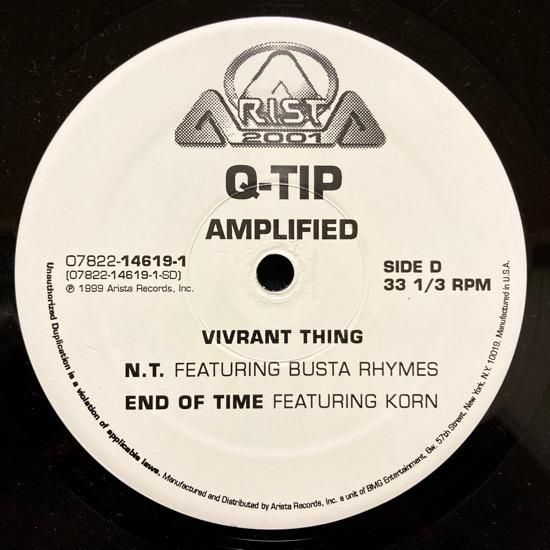 ARISTA
2001
Q-TIP
AMPLIFIED
07822-14619-1
(07822-14619-1-SD)
℗ 1999 Arista Records, Inc.
SIDE D
33 1/3 RPM
VIVRANT THING
N.T. FEATURING BUSTA RHYMES
END OF TIME FEATURING KORN
Unauthorized Duplication is a violation of applicable laws. Manufactured and Distributed by Arista Records, Inc. a unit of BMG Entertainment, 6w. 57th Street, New York, N.Y. 10019. Manufactured in U.S.A.